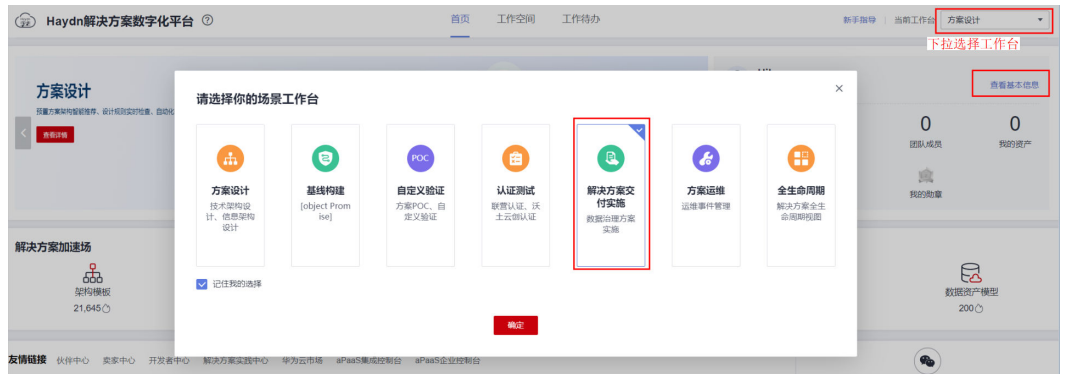 Haydn解决方案数字化平台
首页 工作空间 工作待办
新手指导 当前工作台 方案设计
下拉选择工作台
方案设计
预置方案架构智能推荐、设计规则实时检查、自动化
查看详情
查看基本信息
0 0
团队成员 我的资产
我的勋章
请选择你的场景工作台
POC
方案设计
技术架构设
计、信息架构
设计
基线构建
[object Prom
ise]
自定义验证
方案POC、自
定义验证
认证测试
联营认证、沃
土云创认证
解决方案交
付实施
数据治理方案
实施
方案运维
运维事件管理
全生命周期
解决方案全生
命周期视图
记住我的选择
确定
解决方案加速场
架构模板
21,645
数据资产模型
200
友情链接 伙伴中心 卖家中心 开发者中心 解决方案实践中心 华为云市场 aPaaS集成控制台 aPaaS企业控制台